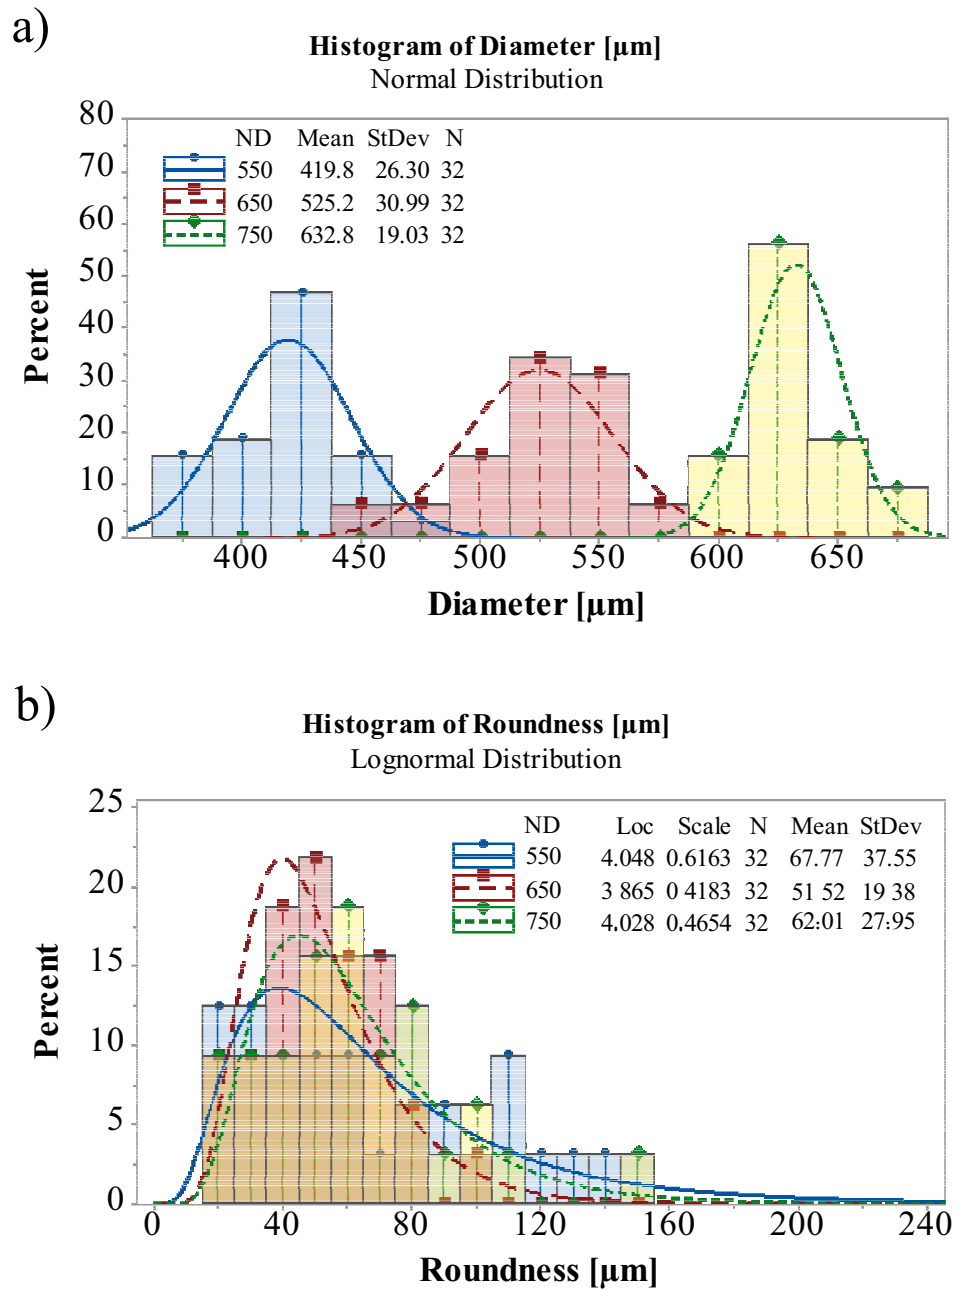 a)
Histogram of Diameter [µm]
Normal Distribution
ND Mean StDev N
550 419.8 26.30 32
650 525.2 30.99 32
750 632.8 19.03 32
80
70
60
50
40
30
20
10
0
Percent
400 450 500 550 600 650
Diameter [µm]
b)
Histogram of Roundness [µm]
Lognormal Distribution
ND Loc Scale N Mean StDev
550 4.048 0.6163 32 67.77 37.55
650 3 865 0 4183 32 51 52 19 38
750 4.028 0.4654 32 62:01 27:95
25
20
15
10
5
0
Percent
0 40 80 120 160 200 240
Roundness [µm]